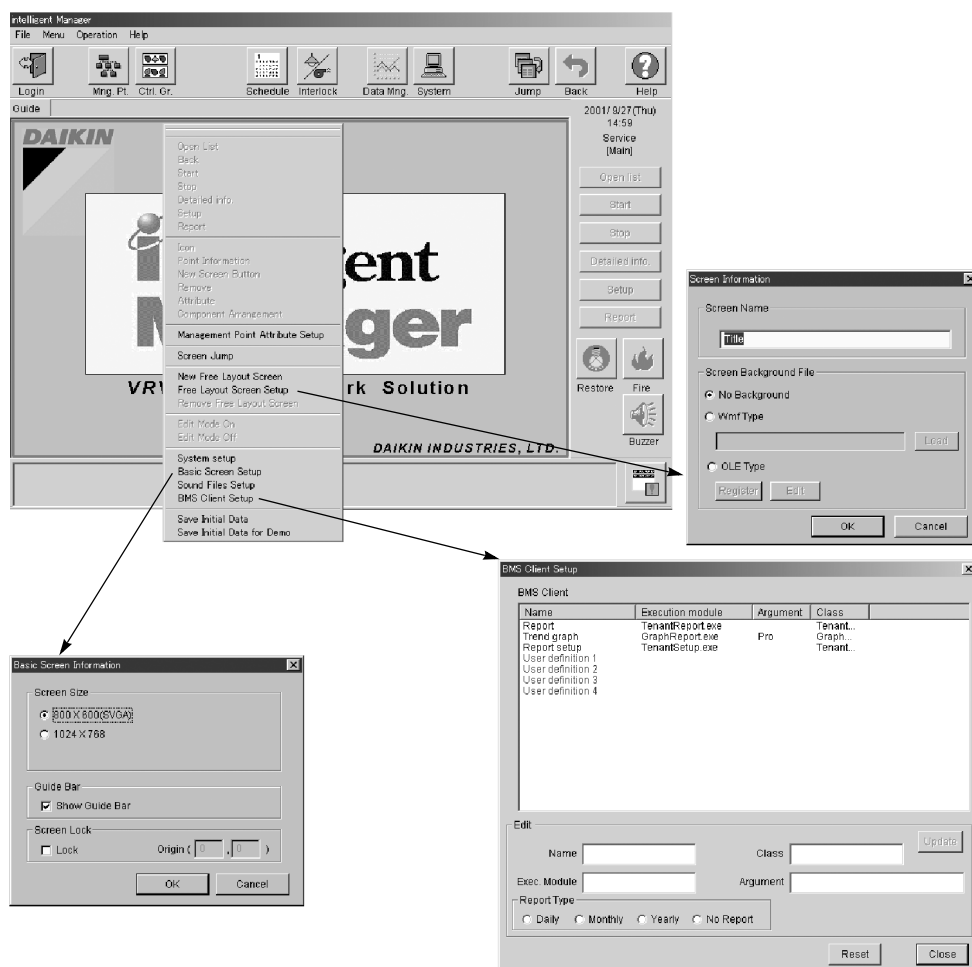 ntelligent Manager
File Menu Operation Help
Login Mng. Pt. Ctrl. Gr. Schedule Interlock Data Mng. System Jump Back Help
Guide
2001/ 9/27(Thu)
14:59
Service
[Main]
Open list
Start
Stop
Detailed info.
Setup
Report
Restore Fire
Buzzer
DAIKIN
i gent
M ger
VRV rk Solution
DAIKIN INDUSTRIES, LTD.
Open List
Back
Start
Stop
Detailed info.
Setup
Report
Icon
Point Information
New Screen Button
Remove
Attribute
Component Arrangement
Management Point Attribute Setup
Screen Jump
New Free Layout Screen
Free Layout Screen Setup
Remove Free Layout Screen
Edit Mode On
Edit Mode Off
System setup
Basic Screen Setup
Sound Files Setup
BMS Client Setup
Save Initial Data
Save Initial Data for Demo
Screen Information
Screen Name
Title
Screen Background File
No Background
Wmf Type
Load
OLE Type
Register Edit
OK Cancel
Basic Screen Information
Screen Size
800 X 600(SVGA)
1024 X 768
Guide Bar
Show Guide Bar
Screen Lock
Lock Origin ( 0 , 0 )
OK Cancel
BMS Client Setup
BMS Client
Name Execution module Argument Class
Report TenantReport.exe Tenant...
Trend graph GraphReport.exe Pro Graph...
Report setup TenantSetup.exe Tenant...
User definition 1
User definition 2
User definition 3
User definition 4
Edit
Update
Name Class
Exec. Module Argument
Report Type
Daily Monthly Yearly No Report
Reset Close